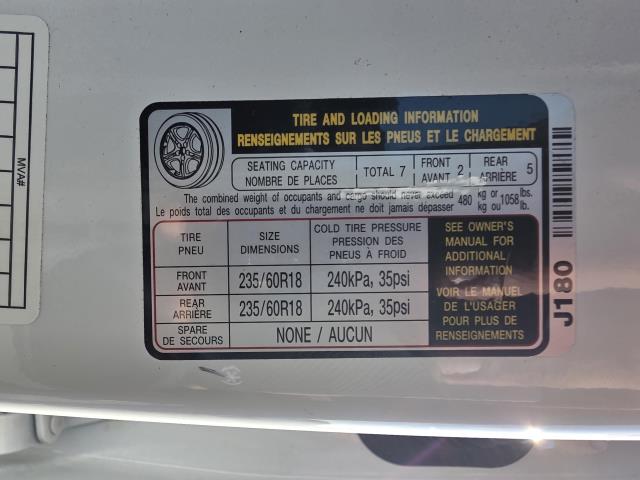 MVA#
TIRE AND LOADING INFORMATION
RENSEIGNEMENTS SUR LES PNEUS ET LE CHARGEMENT
SEATING CAPACITY
NOMBRE DE PLACES
TOTAL 7
FRONT
AVANT 2
REAR
ARRIÈRE 5
The combined weight of occupants and cargo should never exceed 480 kg or 1058 lbs.
Le poids total des occupants et du chargement ne doit jamais dépasser 480 kg ou 1058 lb.
TIRE
PNEU
SIZE
DIMENSIONS
COLD TIRE PRESSURE
PRESSION DES
PNEUS À FROID
FRONT
AVANT
235/60R18
240kPa, 35psi
REAR
ARRIÈRE
235/60R18
240kPa, 35psi
SPARE
DE SECOURS
NONE / AUCUN
SEE OWNER'S
MANUAL FOR
ADDITIONAL
INFORMATION
VOIR LE MANUEL
DE L'USAGER
POUR PLUS DE
RENSEIGNEMENTS
J180